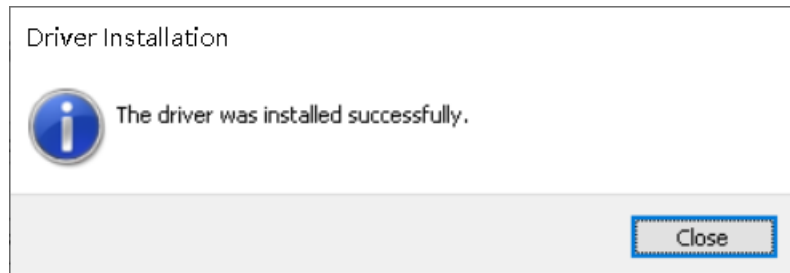 Driver Installation
The driver was installed successfully.
Close